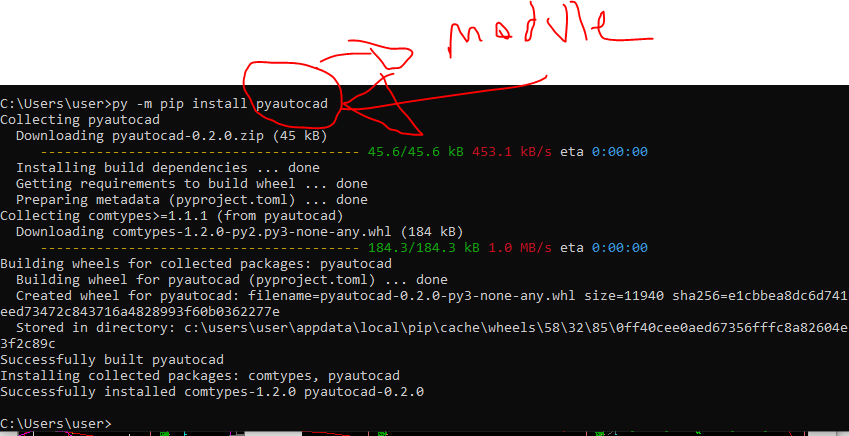 module
C:\Users\user>py -m pip install pyautocad
Collecting pyautocad
  Downloading pyautocad-0.2.0.zip (45 kB)
     ---------------------------------------- 45.6/45.6 kB 453.1 kB/s eta 0:00:00
  Installing build dependencies ... done
  Getting requirements to build wheel ... done
  Preparing metadata (pyproject.toml) ... done
Collecting comtypes>=1.1.1 (from pyautocad)
  Downloading comtypes-1.2.0-py2.py3-none-any.whl (184 kB)
     ---------------------------------------- 184.3/184.3 kB 1.0 MB/s eta 0:00:00
Building wheels for collected packages: pyautocad
  Building wheel for pyautocad (pyproject.toml) ... done
  Created wheel for pyautocad: filename=pyautocad-0.2.0-py3-none-any.whl size=11940 sha256=e1cbbea8dc6d741
eed73472c843716a4828993f60b0362277e
  Stored in directory: c:\users\user\appdata\local\pip\cache\wheels\58\32\85\0ff40cee0aed67356fffc8a82604e
3f2c89c
Successfully built pyautocad
Installing collected packages: comtypes, pyautocad
Successfully installed comtypes-1.2.0 pyautocad-0.2.0
C:\Users\user>